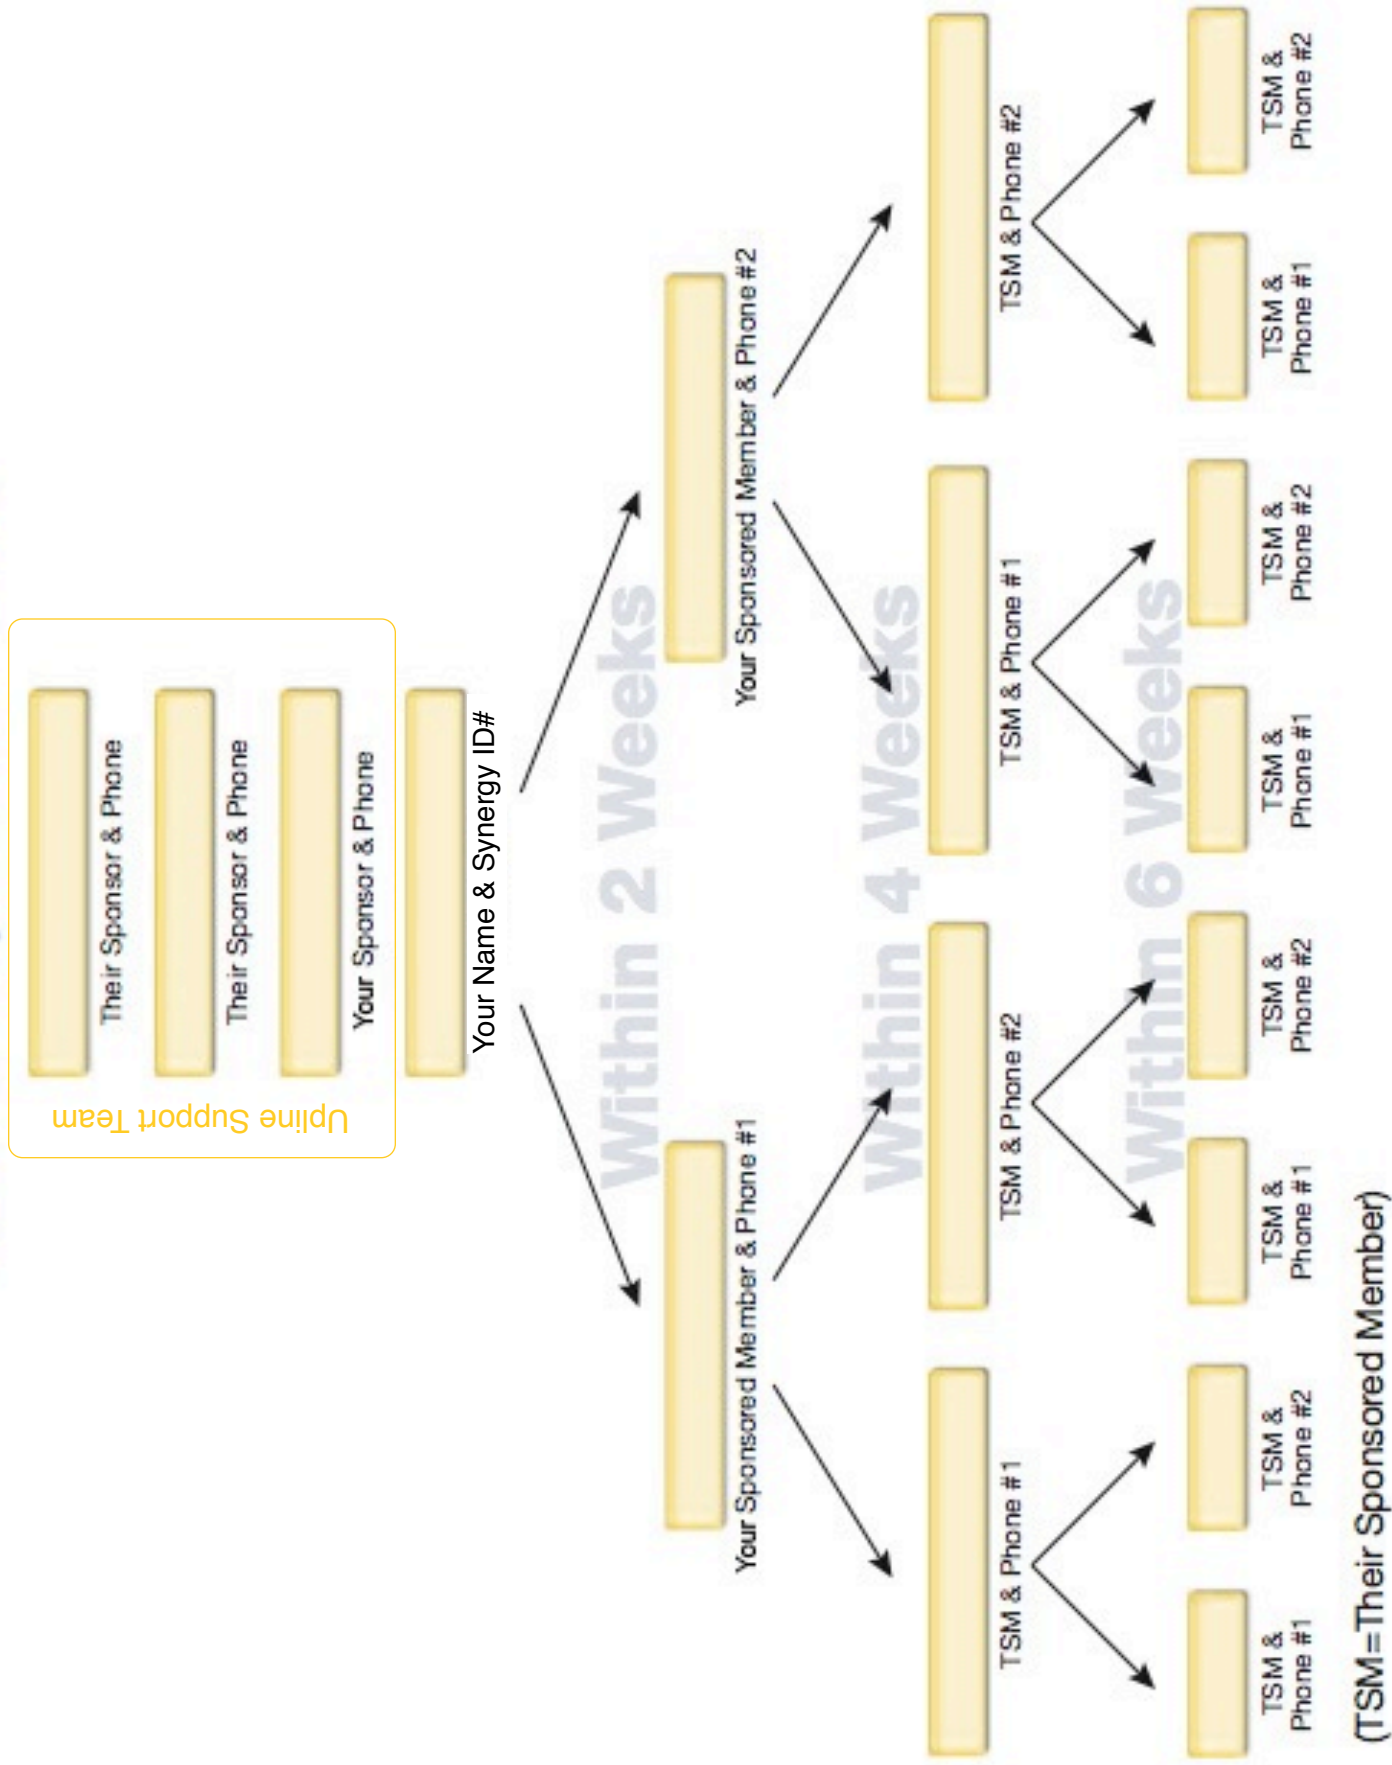 Upline Support Team
Their Sponsor & Phone
Their Sponsor & Phone
Your Sponsor & Phone
Your Name & Synergy ID#
Within 2 Weeks
Your Sponsored Member & Phone #1
Your Sponsored Member & Phone #2
Within 4 Weeks
TSM & Phone #1
TSM & Phone #2
TSM & Phone #1
TSM & Phone #2
Within 6 Weeks
TSM &
Phone #1
TSM &
Phone #2
TSM &
Phone #1
TSM &
Phone #2
TSM &
Phone #1
TSM &
Phone #2
TSM &
Phone #1
TSM &
Phone #2
(TSM=Their Sponsored Member)